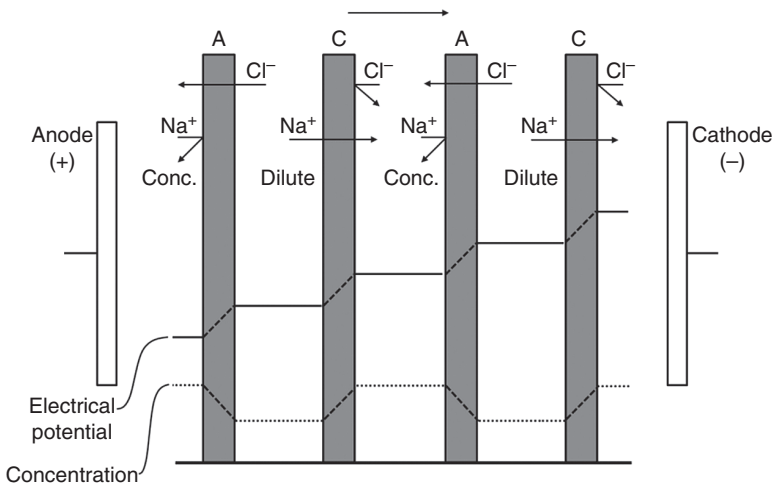 A C A C
Cl⁻ Cl⁻ Cl⁻ Cl⁻
Na⁺ Na⁺ Na⁺ Na⁺
Anode
(+)
Cathode
(–)
Conc. Dilute Conc. Dilute
Electrical
potential
Concentration